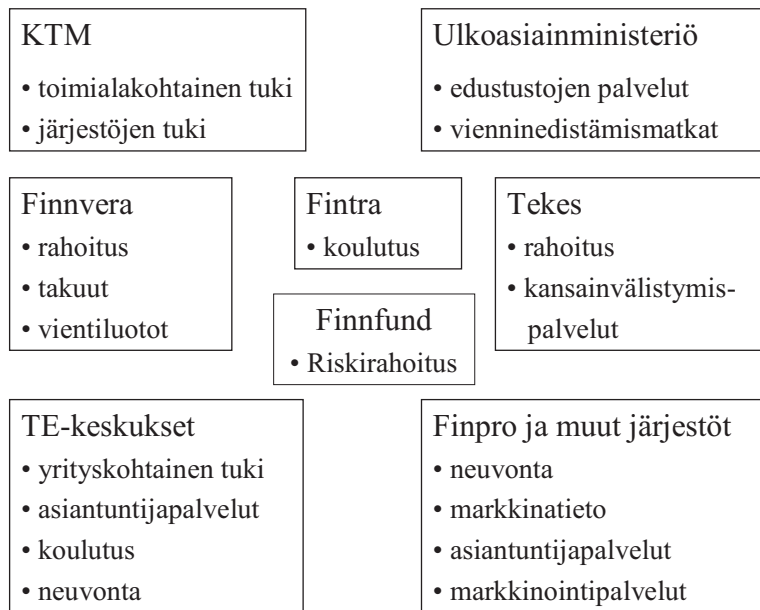 KTM
• toimialakohtainen tuki
• järjestöjen tuki
Ulkoasiainministeriö
• edustustojen palvelut
• vienninedistämismatkat
Finnvera
• rahoitus
• takuut
• vientiluotot
Fintra
• koulutus
Tekes
• rahoitus
• kansainvälistymis-
palvelut
Finnfund
• Riskirahoitus
TE-keskukset
• yrityskohtainen tuki
• asiantuntijapalvelut
• koulutus
• neuvonta
Finpro ja muut järjestöt
• neuvonta
• markkinatieto
• asiantuntijapalvelut
• markkinointipalvelut